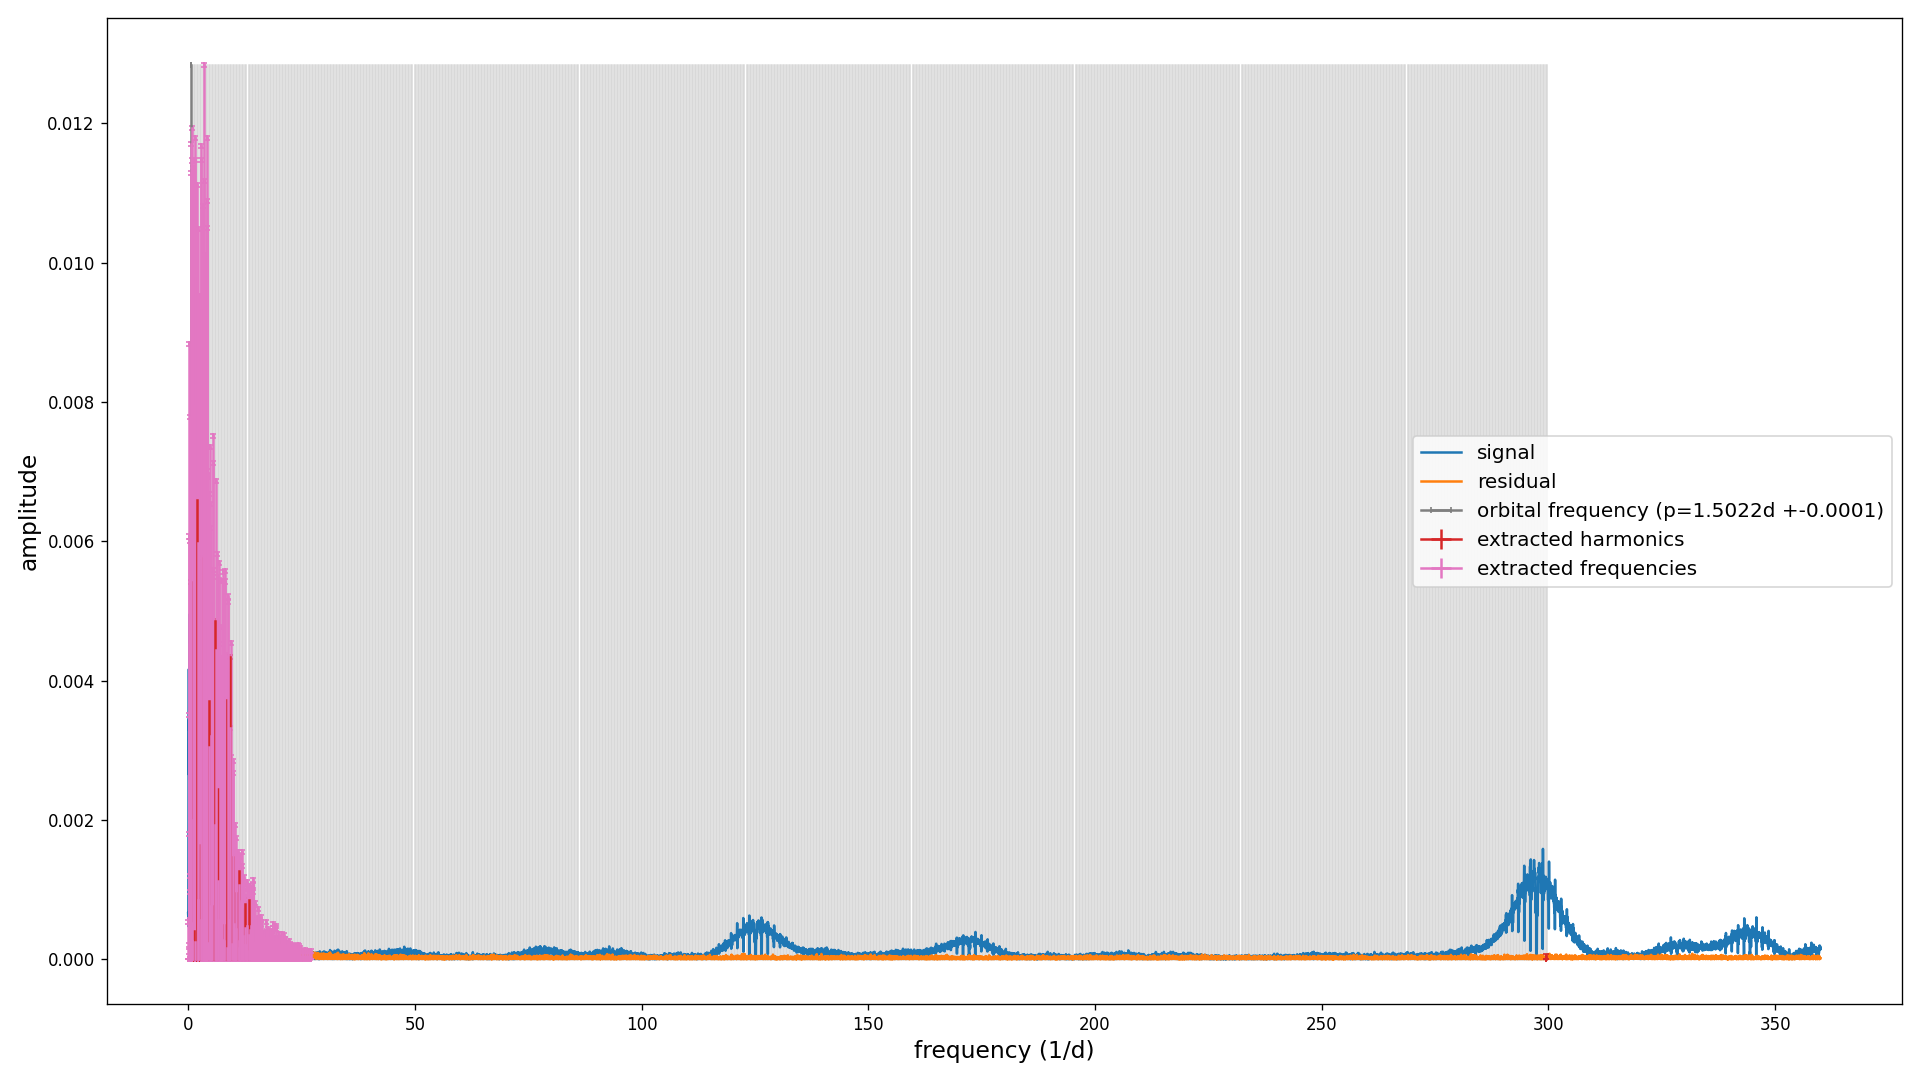 0.012
0.010
0.008
0.006
0.004
0.002
0.000
amplitude
signal
residual
orbital frequency (p=1.5022d +-0.0001)
extracted harmonics
extracted frequencies
0 50 100 150 200 250 300 350
frequency (1/d)